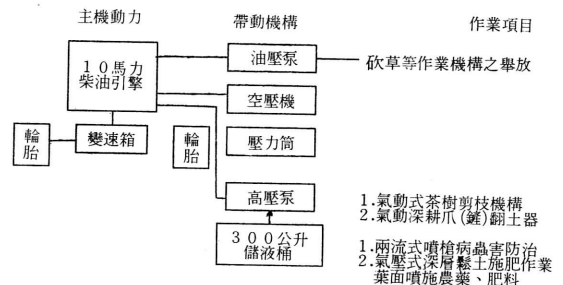 主機動力
帶動機構
作業項目
10馬力
柴油引擎
油壓泵
砍草等作業機構之舉放
空壓機
輪胎
變速箱
輪胎
壓力筒
高壓泵
300公升
儲液桶
1.氣動式茶樹剪枝機構
2.氣動深耕爪(鏟)翻土器
1.兩流式噴槍病蟲害防治
2.氣壓式深層鬆土施肥作業
葉面噴施農藥、肥料